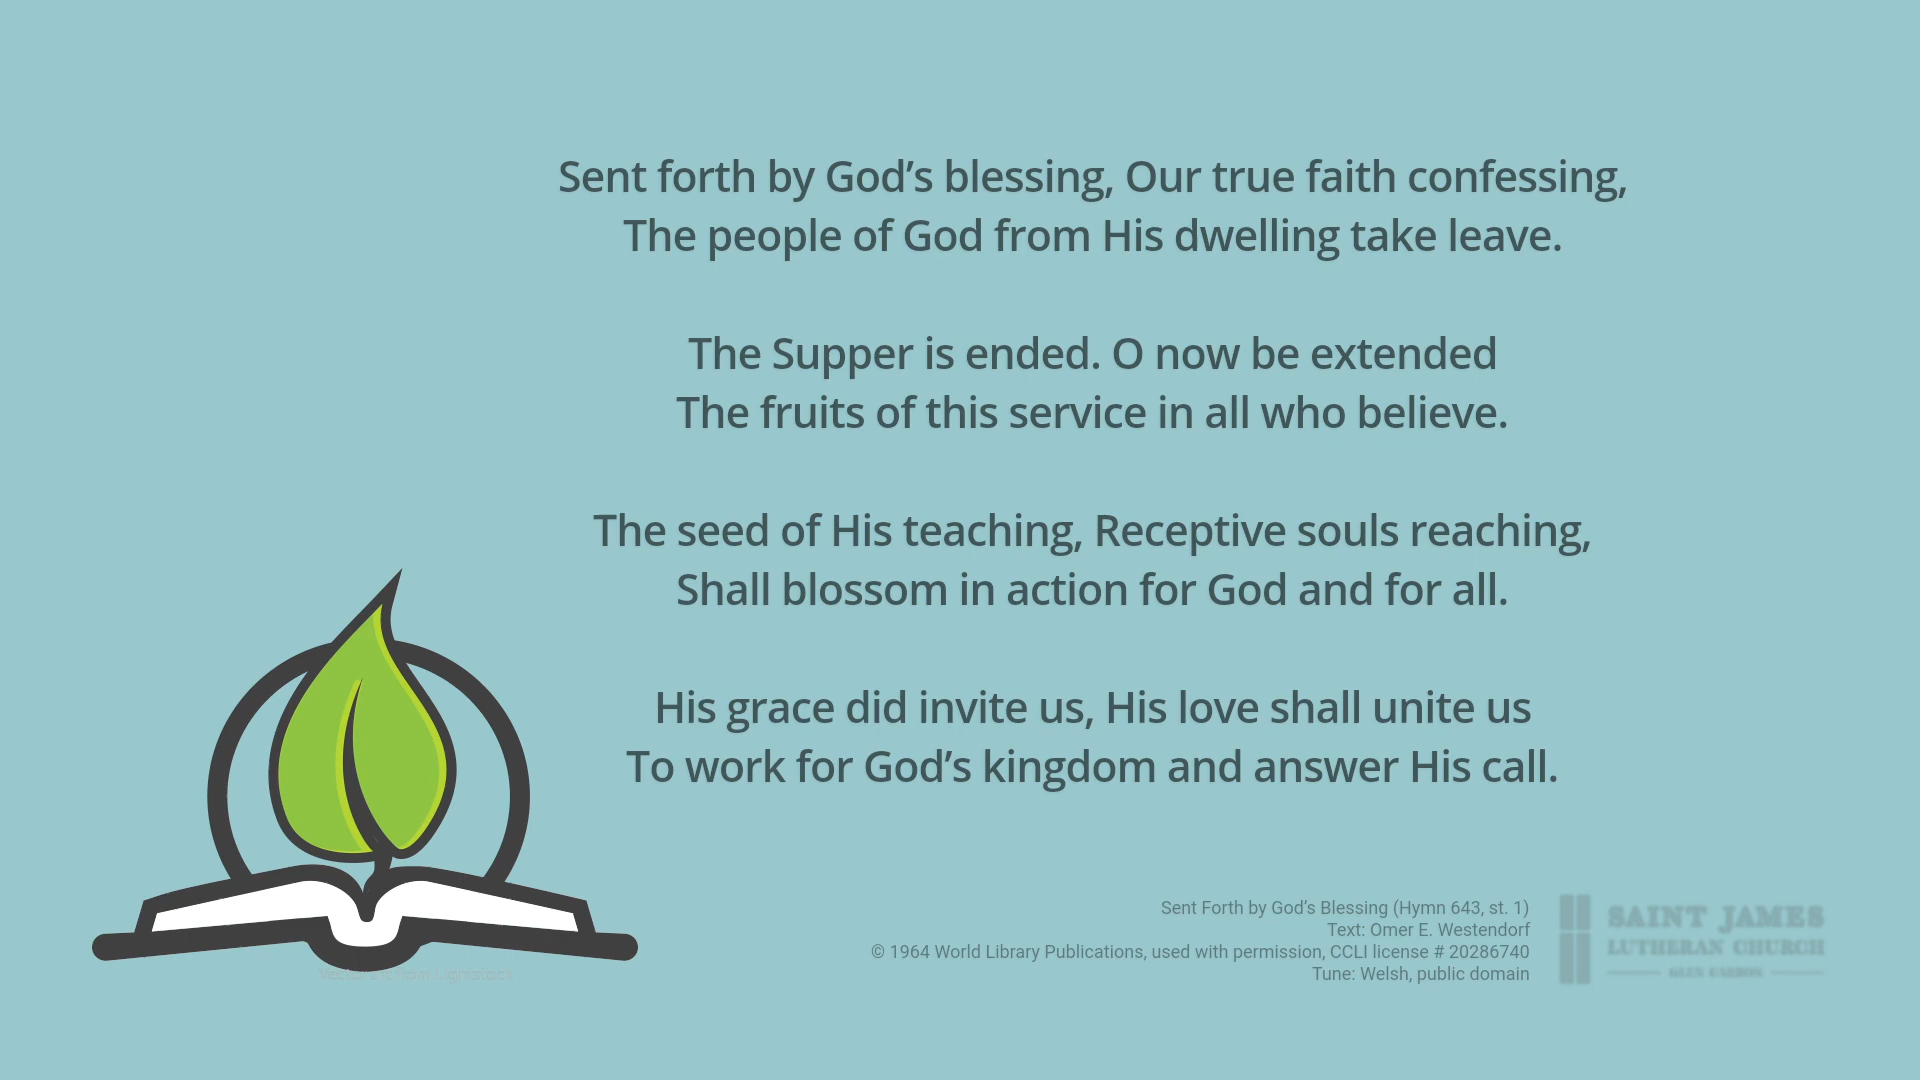 Sent forth by God’s blessing, Our true faith confessing,
The people of God from His dwelling take leave.
The Supper is ended. O now be extended
The fruits of this service in all who believe.
The seed of His teaching, Receptive souls reaching,
Shall blossom in action for God and for all.
His grace did invite us, His love shall unite us
To work for God’s kingdom and answer His call.
Sent Forth by God’s Blessing (Hymn 643, st. 1)
Text: Omer E. Westendorf
© 1964 World Library Publications, used with permission, CCLI license # 20286740
Tune: Welsh, public domain
SAINT JAMES
LUTHERAN CHURCH
GLEN CARBON